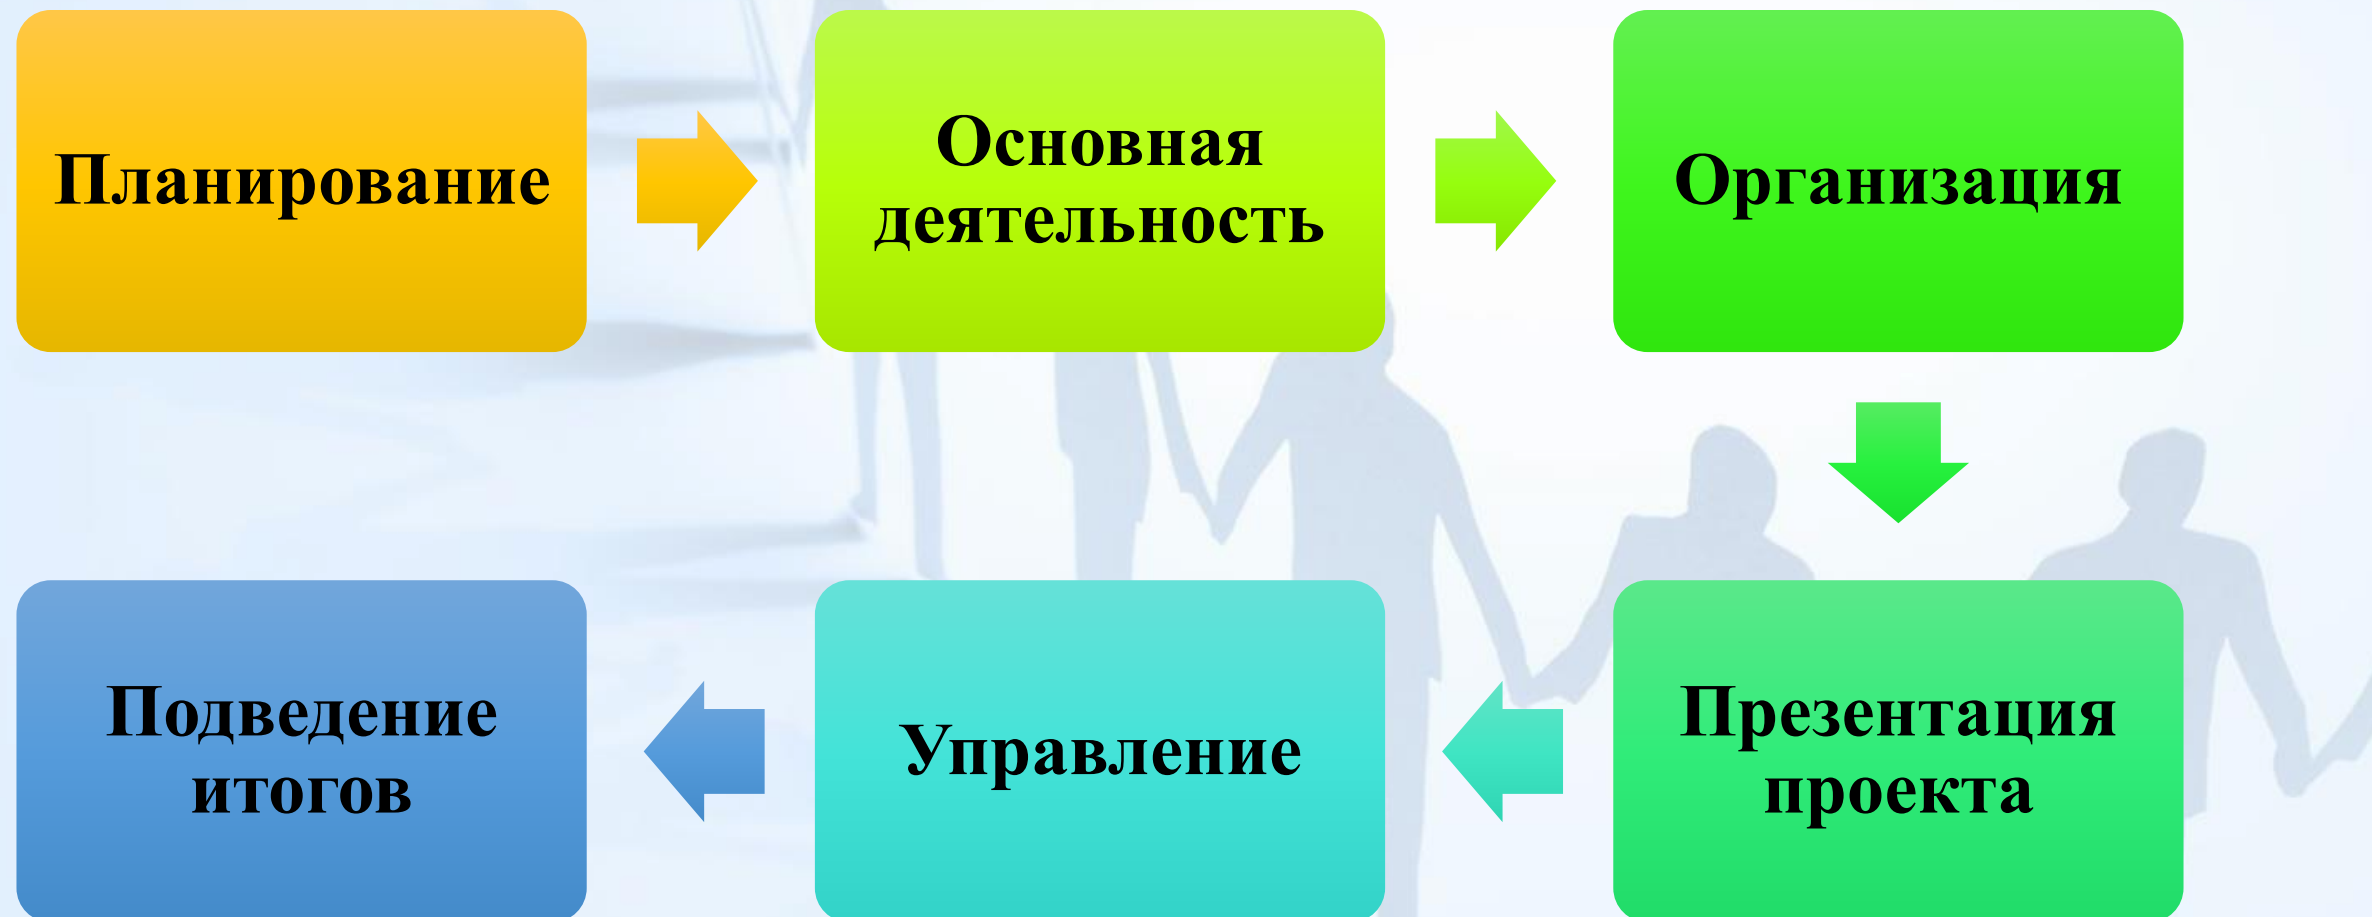 Планирование
Основная
деятельность
Организация
Презентация
проекта
Управление
Подведение
итогов